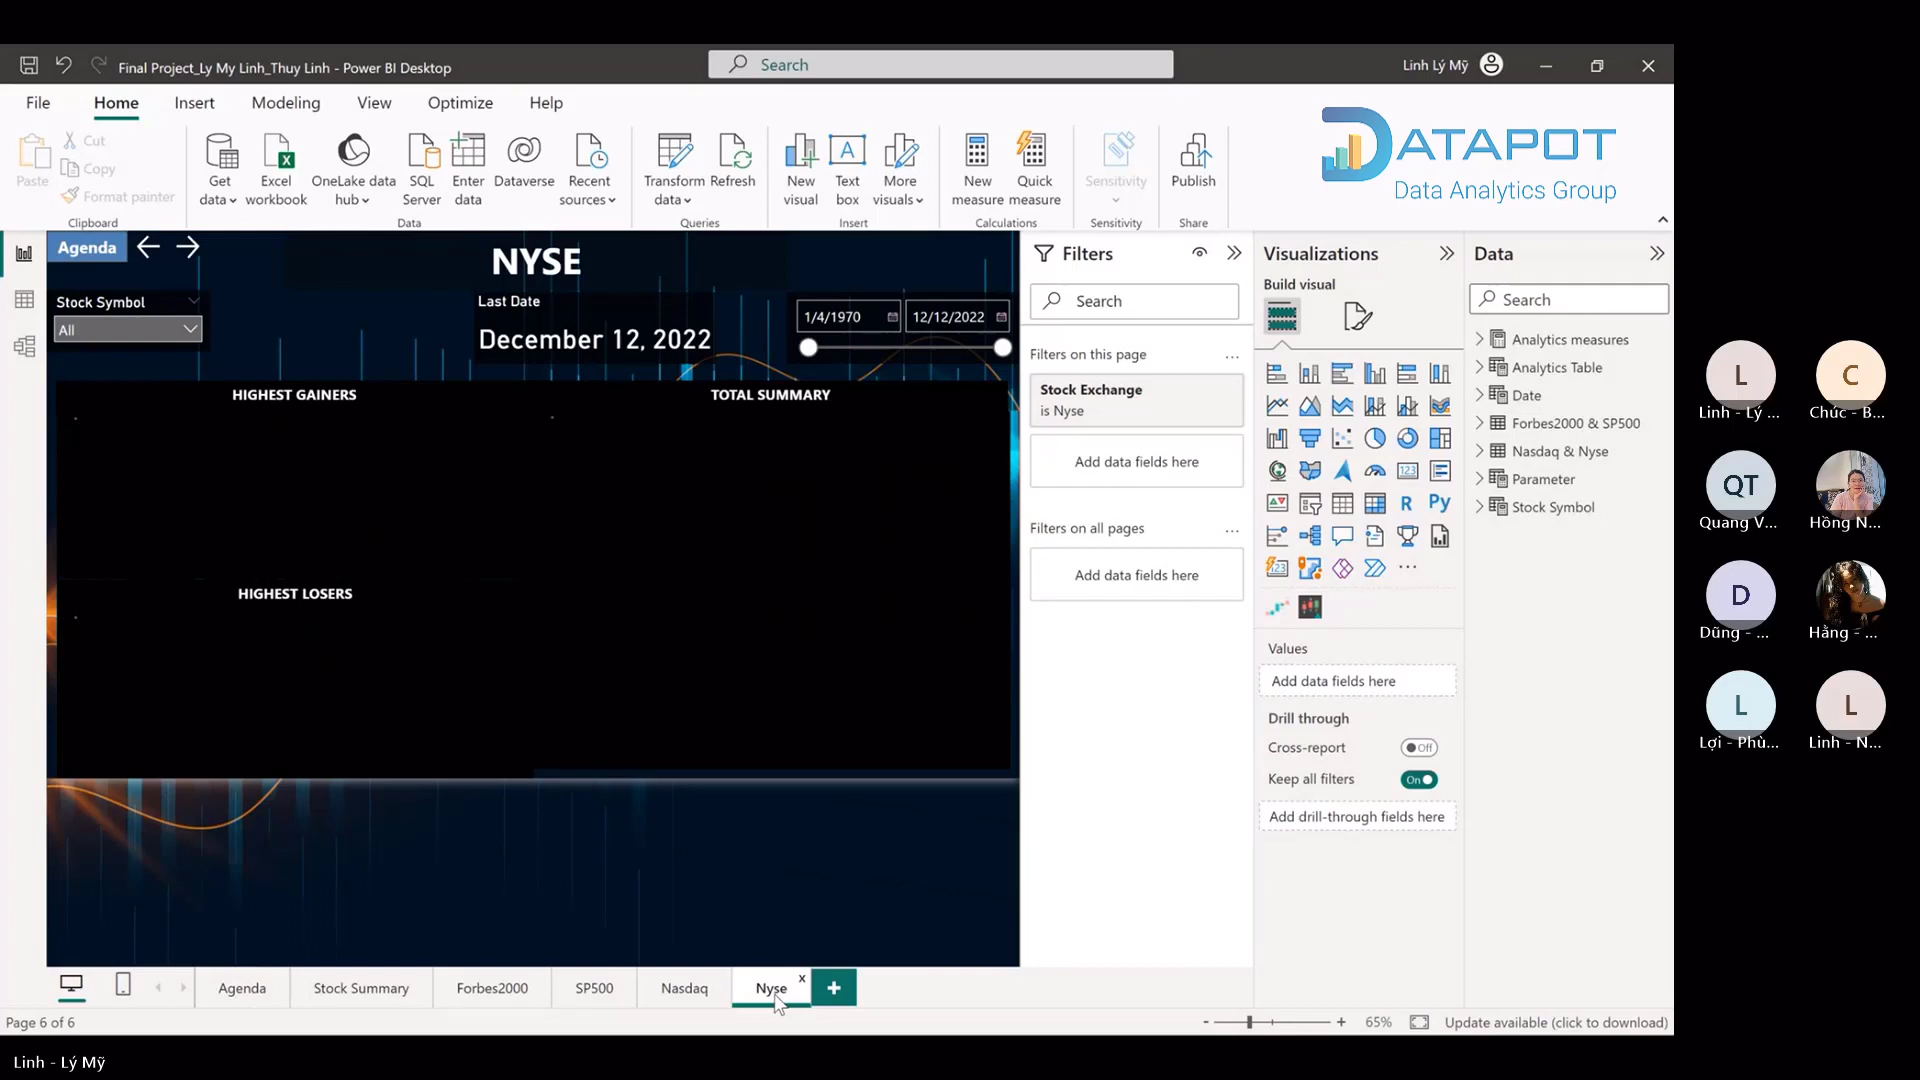 Final Project_Ly My Linh_Thuy Linh - Power BI Desktop
Search
Linh Lý Mỹ
File
Home
Insert
Modeling
View
Optimize
Help
Paste
Cut
Copy
Format painter
Clipboard
Get data
Excel workbook
OneLake data hub
SQL Server
Enter data
Dataverse
Recent sources
Data
Transform data
Refresh
Queries
New visual
Text box
More visuals
Insert
New measure
Quick measure
Calculations
Sensitivity
Sensitivity
Publish
Share
DATAPOT
Data Analytics Group
Agenda
NYSE
Stock Symbol
All
Last Date
December 12, 2022
1/4/1970
12/12/2022
HIGHEST GAINERS
TOTAL SUMMARY
HIGHEST LOSERS
Filters
Search
Filters on this page
...
Stock Exchange
is Nyse
Add data fields here
Filters on all pages
...
Add data fields here
Visualizations
Build visual
123
R
Py
123
...
Values
Add data fields here
Drill through
Cross-report
Off
Keep all filters
On
Add drill-through fields here
Data
Search
Analytics measures
Analytics Table
Date
Forbes2000 & SP500
Nasdaq & Nyse
Parameter
Stock Symbol
L
Linh - Lý ...
C
Chúc - B...
QT
Quang V...
Hồng N...
D
Dũng - ...
Hằng - ...
L
Lợi - Phù...
L
Linh - N...
Agenda
Stock Summary
Forbes2000
SP500
Nasdaq
Nyse
x
+
Page 6 of 6
-
+
65%
Update available (click to download)
Linh - Lý Mỹ